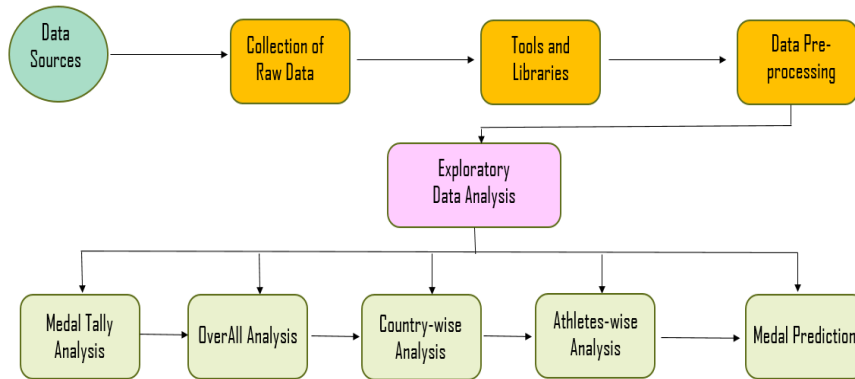 Data
Sources
Collection of
Raw Data
Tools and
Libraries
Data Pre-
processing
Exploratory
Data Analysis
Medal Tally
Analysis
OverAll Analysis
Country-wise
Analysis
Athletes-wise
Analysis
Medal Prediction